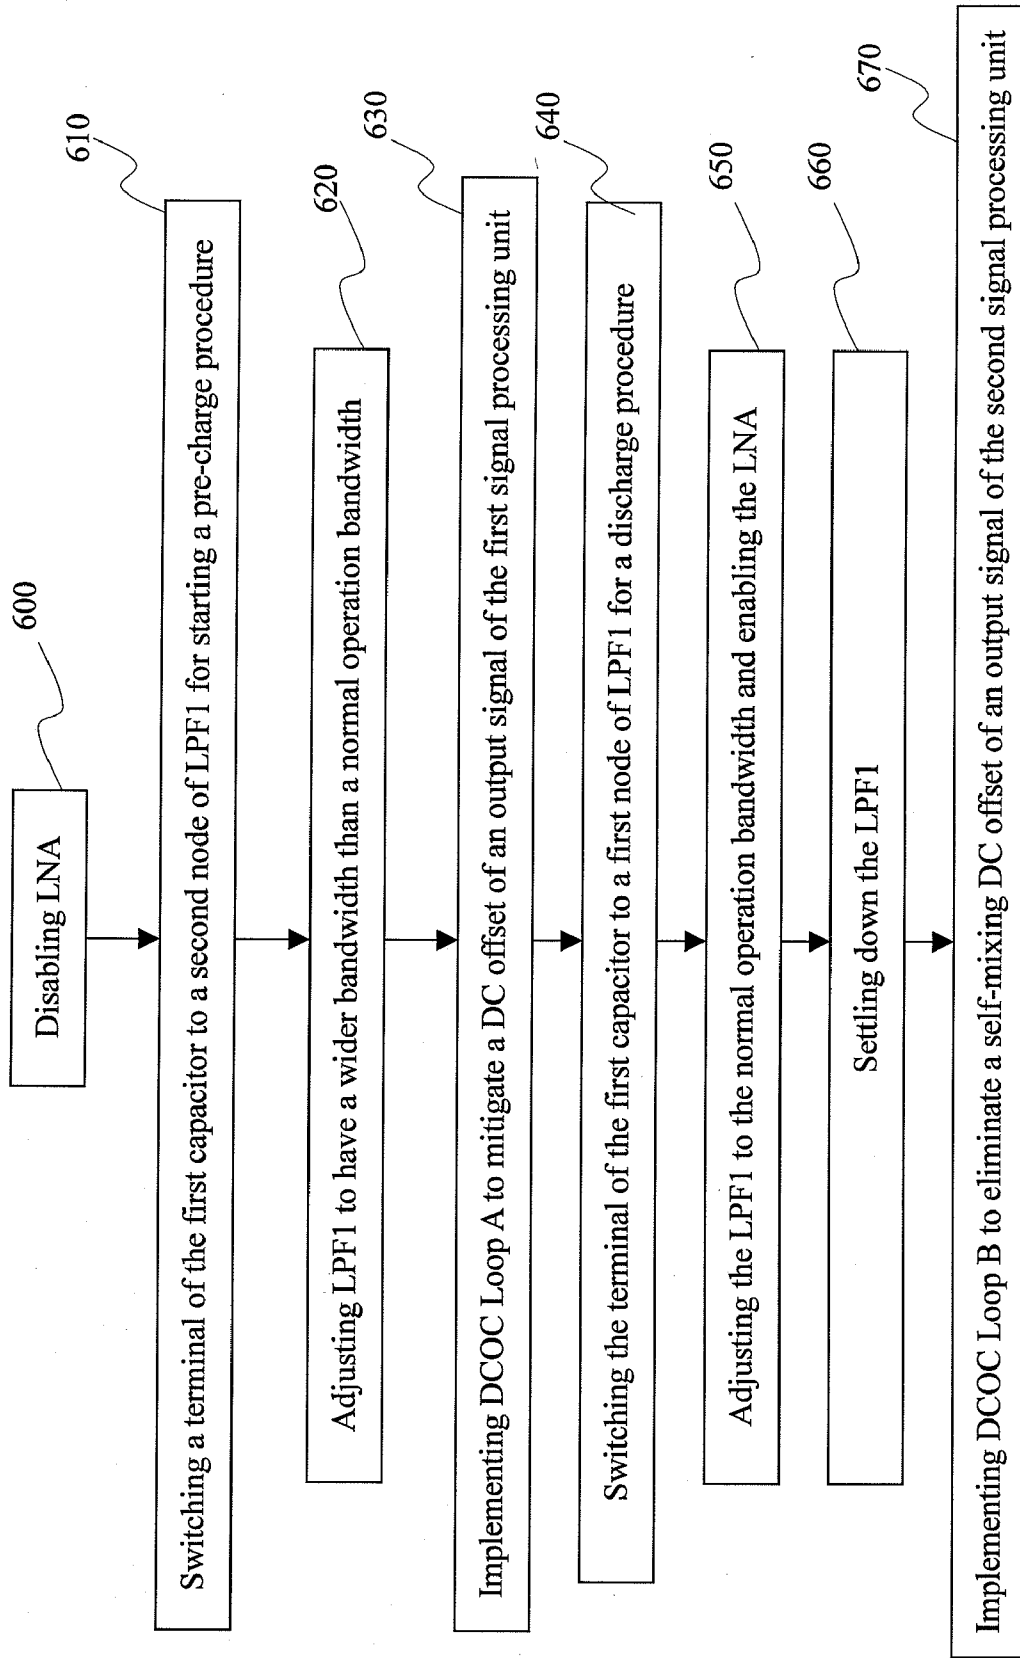 Disabling LNA
600
Switching a terminal of the first capacitor to a second node of LPF1 for starting a pre-charge procedure
610
Adjusting LPF1 to have a wider bandwidth than a normal operation bandwidth
620
Implementing DCOC Loop A to mitigate a DC offset of an output signal of the first signal processing unit
630
Switching the terminal of the first capacitor to a first node of LPF1 for a discharge procedure
640
Adjusting the LPF1 to the normal operation bandwidth and enabling the LNA
650
Settling down the LPF1
660
Implementing DCOC Loop B to eliminate a self-mixing DC offset of an output signal of the second signal processing unit
670